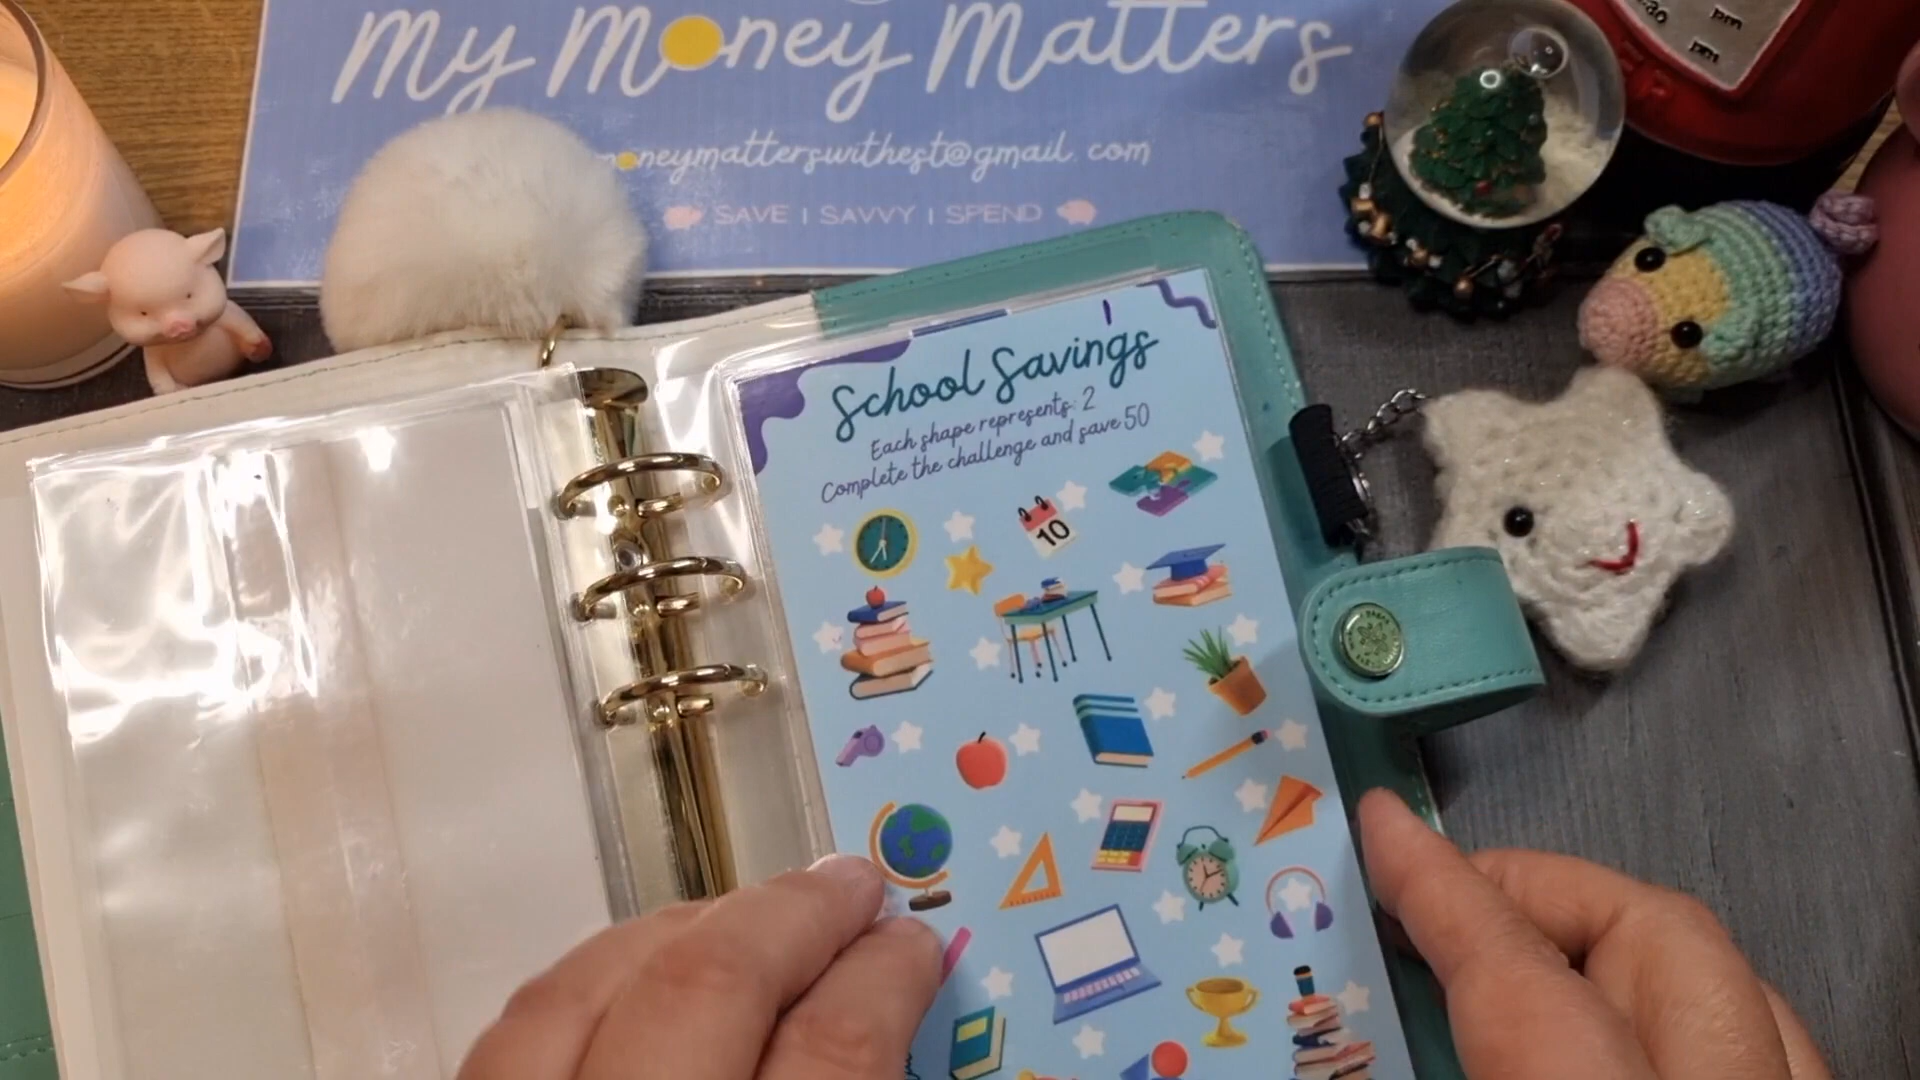 My Money Matters
moneymatterswithest@gmail.com
SAVE | SAVVY | SPEND
1
School Savings
Each shape represents: 2
Complete the challenge and save 50
10